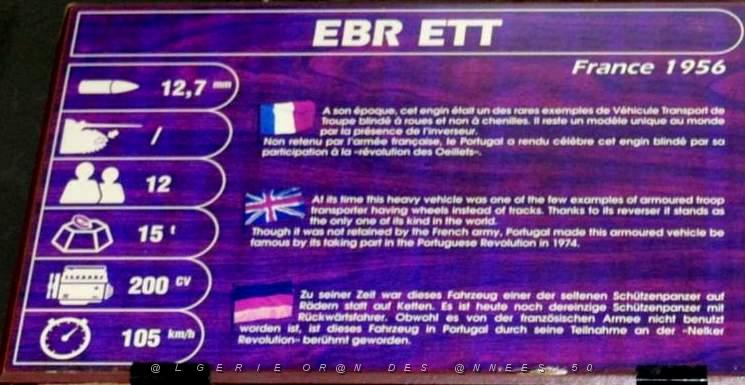 EBR ETT
France 1956
12,7 mm
/
12
15 t
200 CV
105 km/h
A son époque, cet engin était un des rares exemples de Véhicule Transport de
Troupe blindé à roues et non à chenilles. Il reste un modèle unique au monde
par la présence de l'inverseur.
Non retenu par l'armée française, le Portugal a rendu célèbre cet engin blindé par sa
participation à la «révolution des Oeillets».
At its time this heavy vehicle was one of the few examples of armoured troop
transporter having wheels instead of tracks. Thanks to its reverser it stands as
the only one of its kind in the world.
Though it was not retained by the French army, Portugal made this armoured vehicle be
famous by its taking part in the Portuguese Revolution in 1974.
Zu seiner Zeit war dieses Fahrzeug einer der seltenen Schützenpanzer auf
Rädern statt auf Ketten. Es ist heute noch dereinzige Schützenpanzer mit
Rückwärtsfahrer. Obwohl es von der französischen Armee nicht benutzt
worden ist, ist dieses Fahrzeug in Portugal durch seine Teilnahme an der «Nelken
Revolution» berühmt geworden.
@LGERIE OR@N DES @NNEES 50